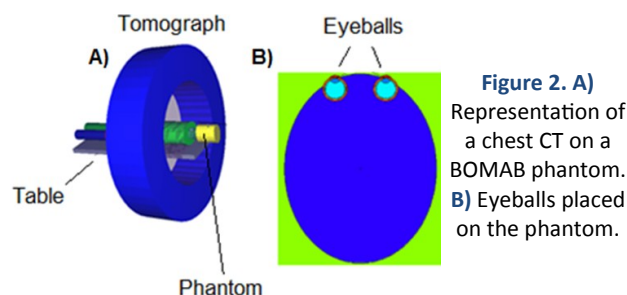 Tomograph
A)
Table
Phantom
Eyeballs
B)
Figure 2. A)
Representation of
a chest CT on a
BOMAB phantom.
B) Eyeballs placed
on the phantom.